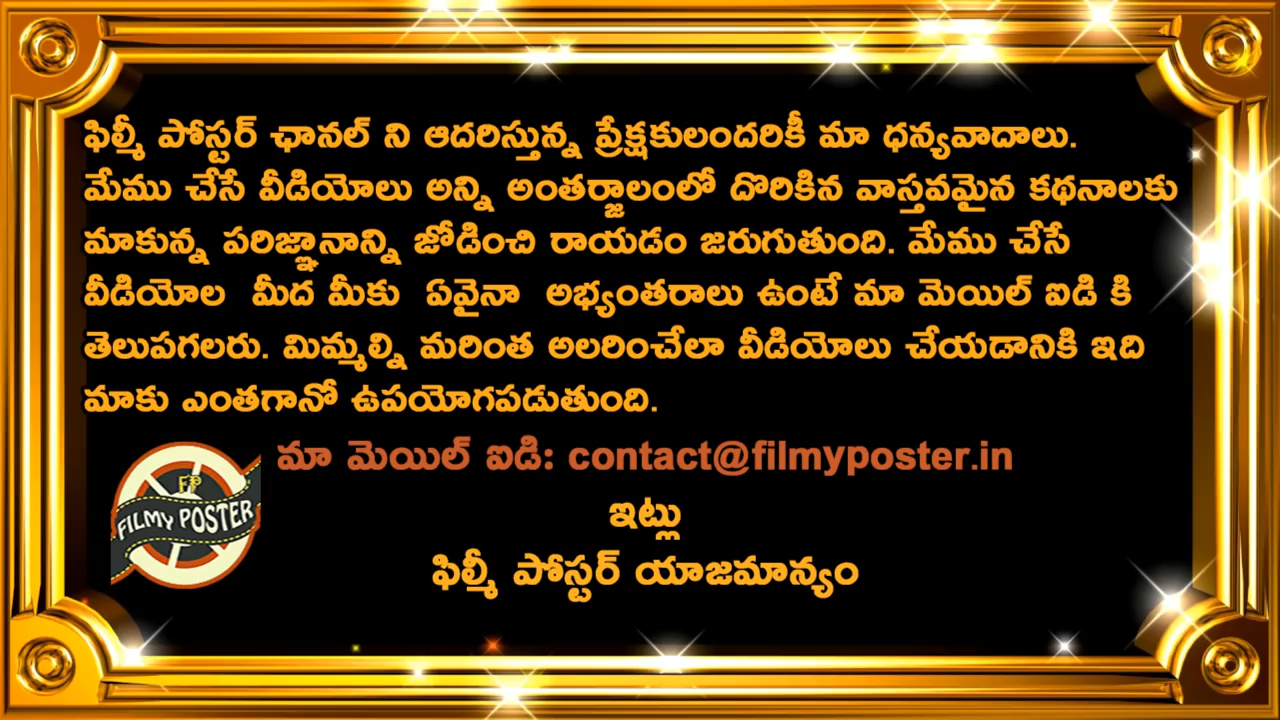 ఫిల్మీ పోస్టర్ ఛానల్ ని ఆదరిస్తున్న ప్రేక్షకులందరికీ మా ధన్యవాదాలు.
మేము చేసే వీడియోలు అన్ని అంతర్జాలంలో దొరికిన వాస్తవమైన కథనాలకు
మాకున్న పరిజ్ఞానాన్ని జోడించి రాయడం జరుగుతుంది. మేము చేసే
వీడియోల మీద మీకు ఏవైనా అభ్యంతరాలు ఉంటే మా మెయిల్ ఐడి కి
తెలుపగలరు. మిమ్మల్ని మరింత అలరించేలా వీడియోలు చేయడానికి ఇది
మాకు ఎంతగానో ఉపయోగపడుతుంది.
మా మెయిల్ ఐడి: contact@filmyposter.in
FP
FILMY POSTER
ఇట్లు
ఫిల్మీ పోస్టర్ యాజమాన్యం